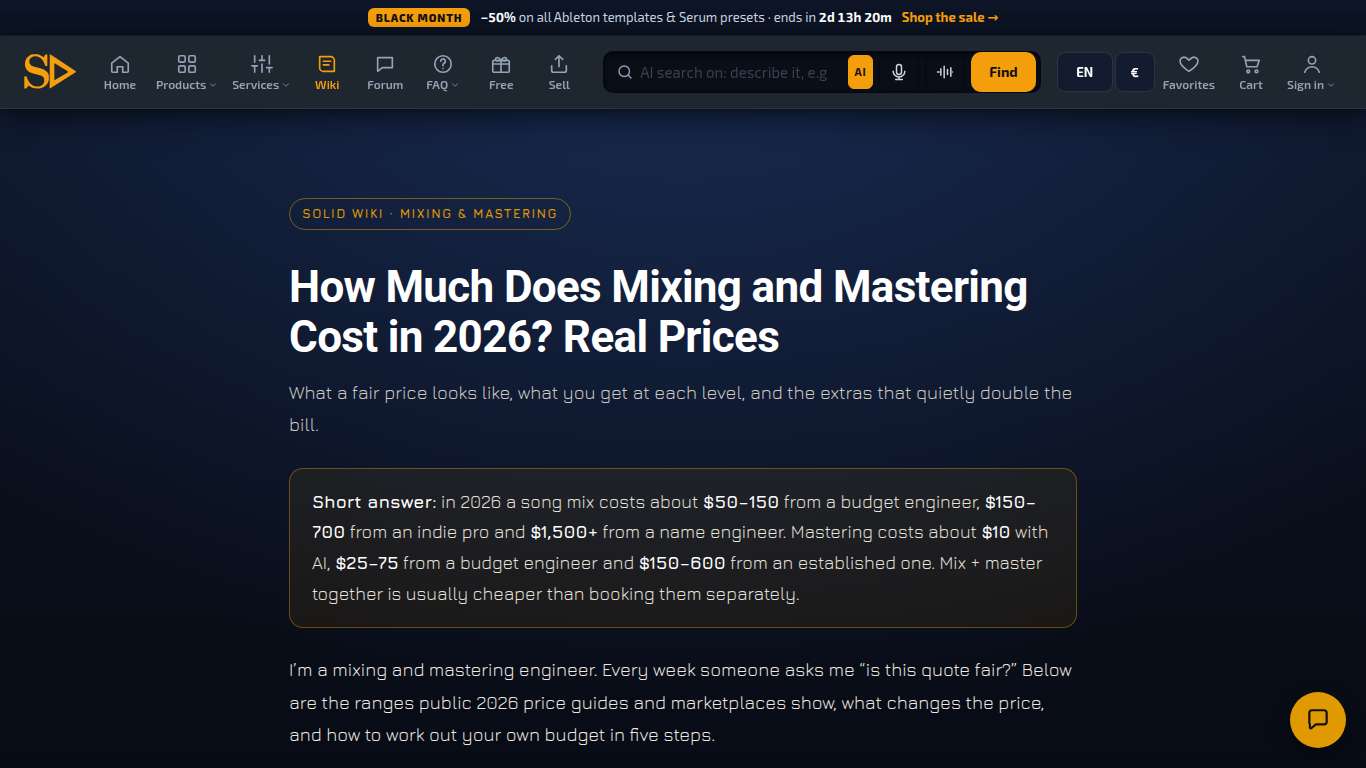 BLACK MONTH −50% on all Ableton templates & Serum presets · ends in 2d 13h 20m Shop the sale →
SD
Home Products Services Wiki Forum FAQ Free Sell
AI search on: describe it, e.g AI Find EN € Favorites Cart Sign in
SOLID WIKI · MIXING & MASTERING
How Much Does Mixing and Mastering
Cost in 2026? Real Prices
What a fair price looks like, what you get at each level, and the extras that quietly double the
bill.
Short answer: in 2026 a song mix costs about $50–150 from a budget engineer, $150–
700 from an indie pro and $1,500+ from a name engineer. Mastering costs about $10 with
AI, $25–75 from a budget engineer and $150–600 from an established one. Mix + master
together is usually cheaper than booking them separately.
I’m a mixing and mastering engineer. Every week someone asks me “is this quote fair?” Below
are the ranges public 2026 price guides and marketplaces show, what changes the price,
and how to work out your own budget in five steps.